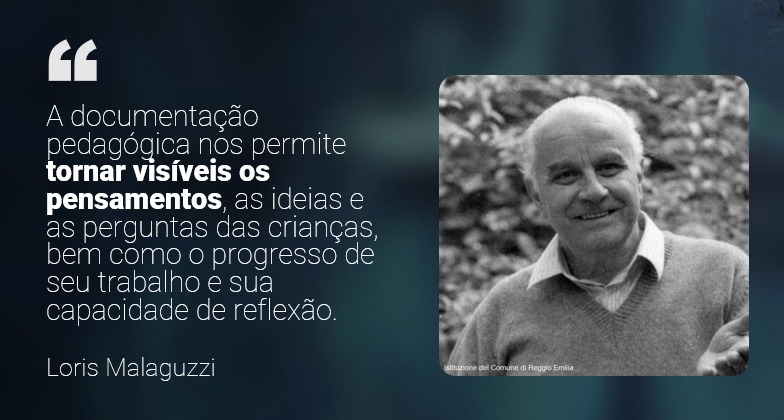 “
A documentação
pedagógica nos permite
tornar visíveis os
pensamentos, as ideias e
as perguntas das crianças,
bem como o progresso de
seu trabalho e sua
capacidade de reflexão.
Loris Malaguzzi
Istituzione del Comune di Reggio Emilia